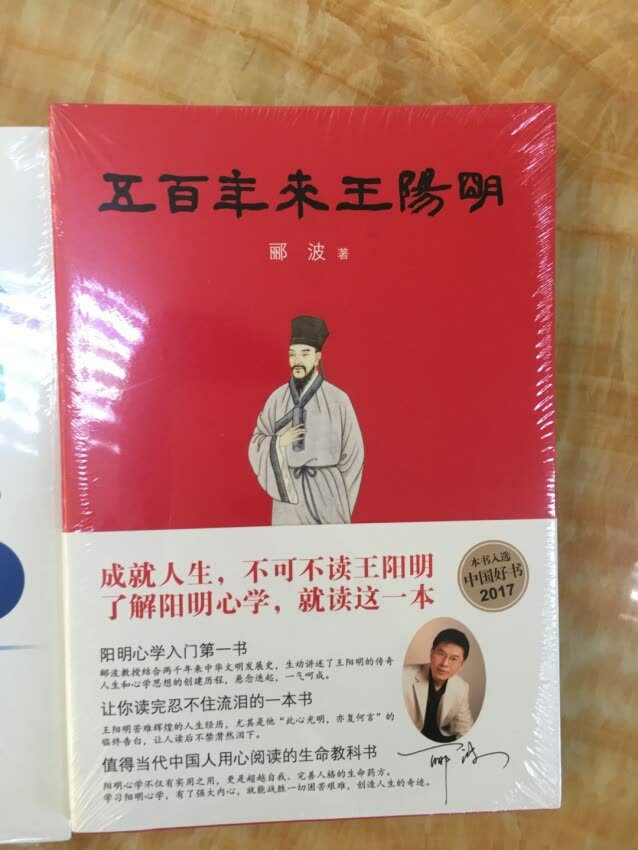 五百年来王陽明
郦 波 著
成就人生，不可不读王阳明
了解阳明心学，就读这一本
本书入选
中国好书
2017
阳明心学入门第一书
郦波教授结合两千年来中华文明发展史，生动讲述了王阳明的传奇
人生和心学思想的创建历程，悬念迭起，一气呵成。
让你读完忍不住流泪的一本书
王阳明苦难辉煌的人生经历，尤其是他“此心光明，亦复何言”的
临终告白，让人读后不禁潸然泪下。
值得当代中国人用心阅读的生命教科书
阳明心学不仅有实用之用，更是超越自我、完善人格的生命药方。
学习阳明心学，有了强大内心，就能战胜一切困苦艰难，创造人生的奇迹。
郦波